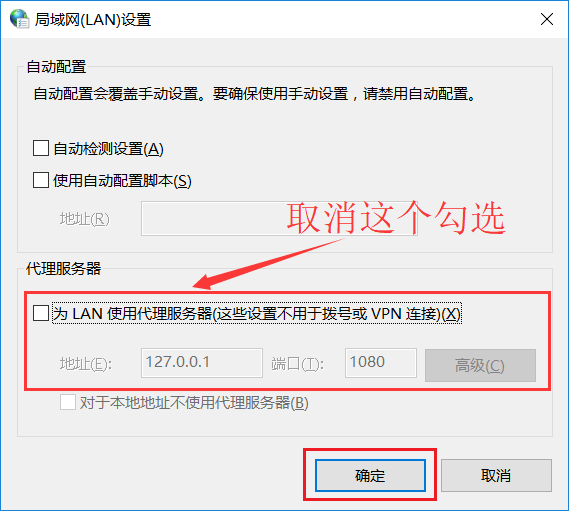 局域网(LAN)设置
自动配置
自动配置会覆盖手动设置。要确保使用手动设置，请禁用自动配置。
自动检测设置(A)
使用自动配置脚本(S)
地址(R)
取消这个勾选
代理服务器
为 LAN 使用代理服务器(这些设置不用于拨号或 VPN 连接)(X)
地址(E): 127.0.0.1 端口(T): 1080 高级(C)
对于本地地址不使用代理服务器(B)
确定 取消